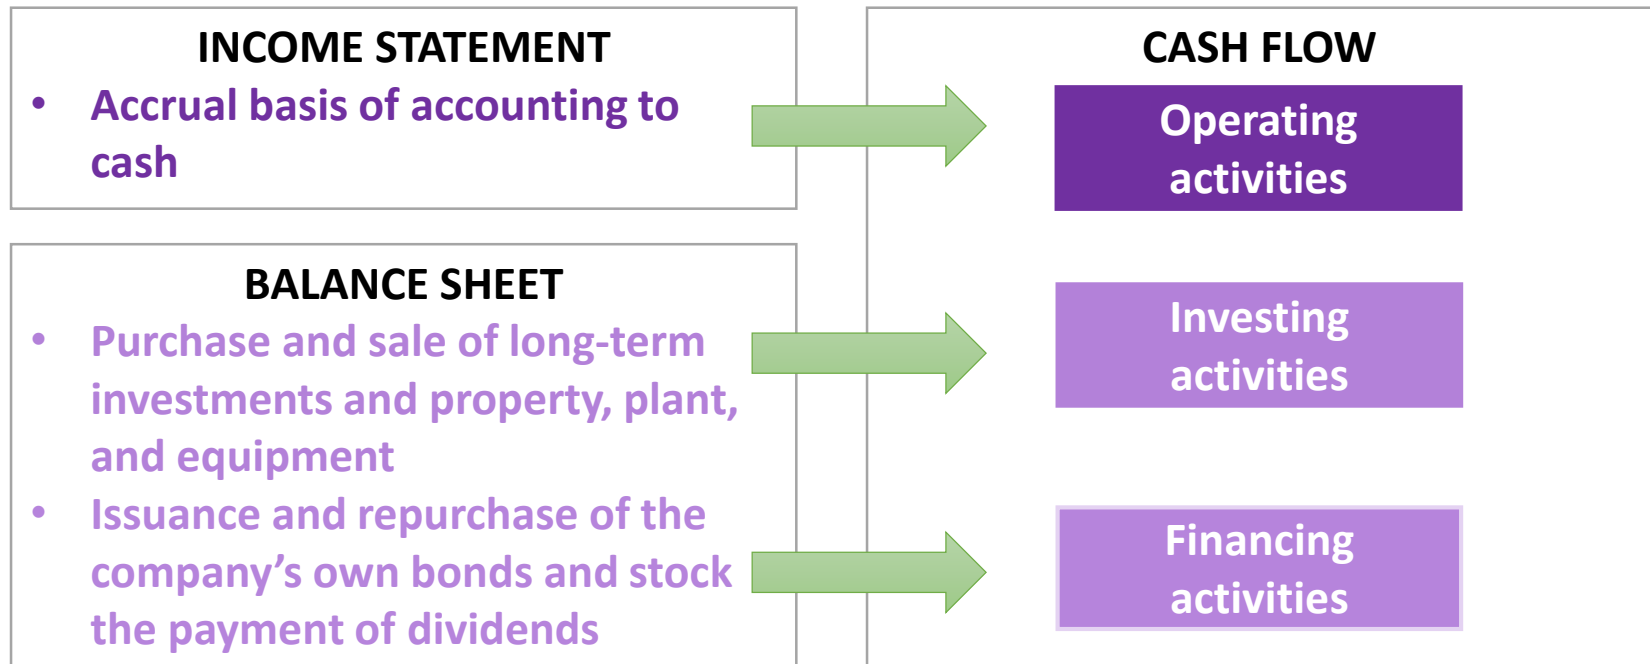 INCOME STATEMENT
• Accrual basis of accounting to
cash
BALANCE SHEET
• Purchase and sale of long-term
investments and property, plant,
and equipment
• Issuance and repurchase of the
company’s own bonds and stock
the payment of dividends
CASH FLOW
Operating
activities
Investing
activities
Financing
activities